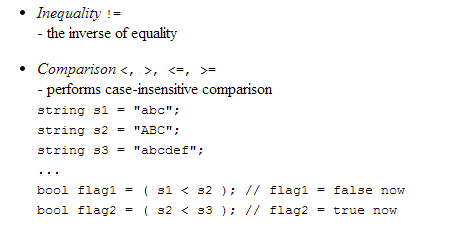 • Inequality !=
- the inverse of equality
• Comparison <, >, <=, >=
- performs case-insensitive comparison
string s1 = "abc";
string s2 = "ABC";
string s3 = "abcdef";
...
bool flag1 = ( s1 < s2 ); // flag1 = false now
bool flag2 = ( s2 < s3 ); // flag2 = true now